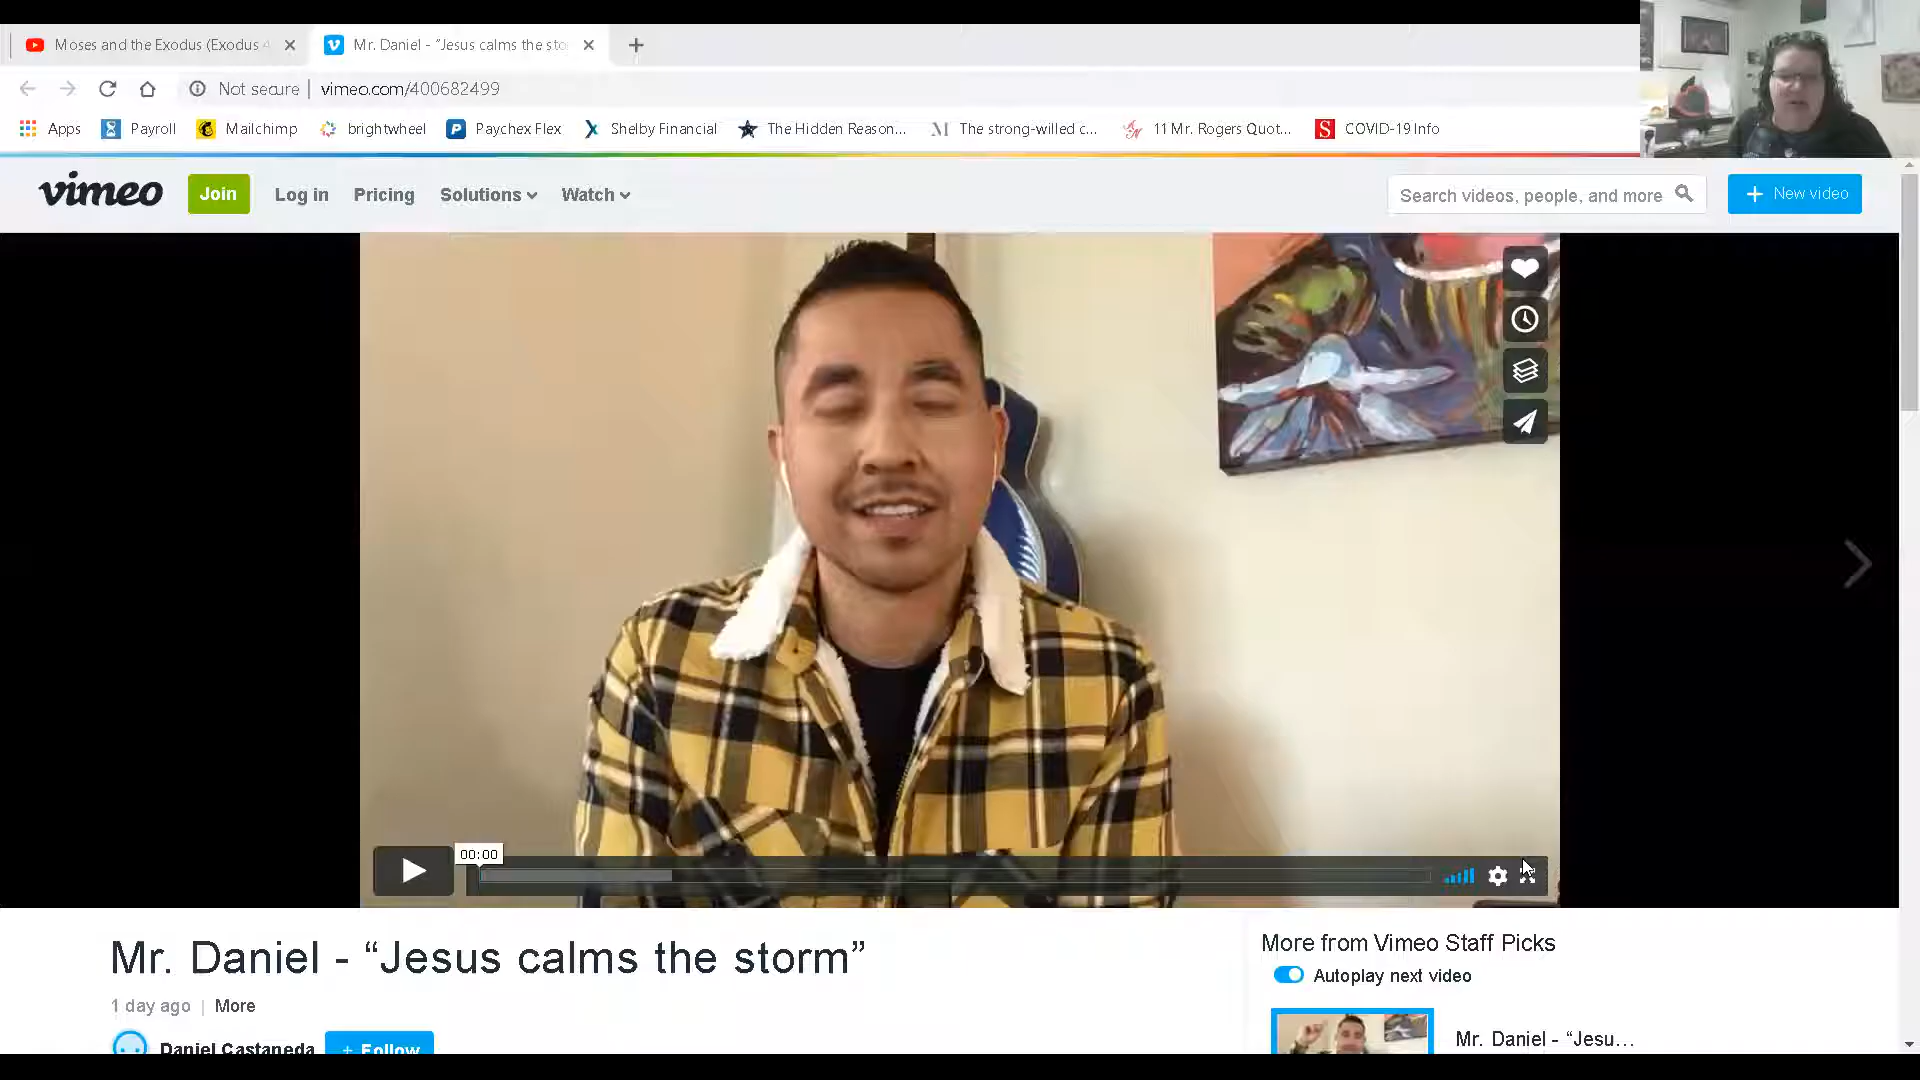 Moses and the Exodus (Exodus
Mr. Daniel - "Jesus calms the sto
Not secure | vimeo.com/400682499
Apps Payroll Mailchimp brightwheel Paychex Flex Shelby Financial The Hidden Reason... The strong-willed c... 11 Mr. Rogers Quot... COVID-19 Info
vimeo Join Log in Pricing Solutions Watch Search videos, people, and more + New video
00:00
Mr. Daniel - “Jesus calms the storm”
1 day ago | More
Daniel Castaneda + Follow
More from Vimeo Staff Picks
Autoplay next video
Mr. Daniel - “Jesu...